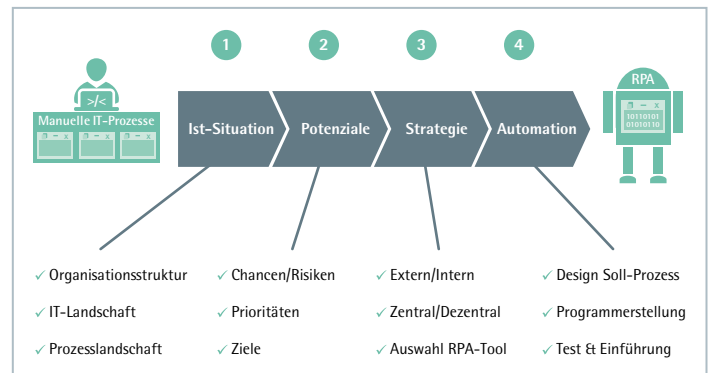 1 2 3 4
>/<
Manuelle IT-Prozesse
RPA
10110101
01010110
Ist-Situation Potenziale Strategie Automation
✓ Organisationsstruktur ✓ Chancen/Risiken ✓ Extern/Intern ✓ Design Soll-Prozess
✓ IT-Landschaft ✓ Prioritäten ✓ Zentral/Dezentral ✓ Programmerstellung
✓ Prozesslandschaft ✓ Ziele ✓ Auswahl RPA-Tool ✓ Test & Einführung